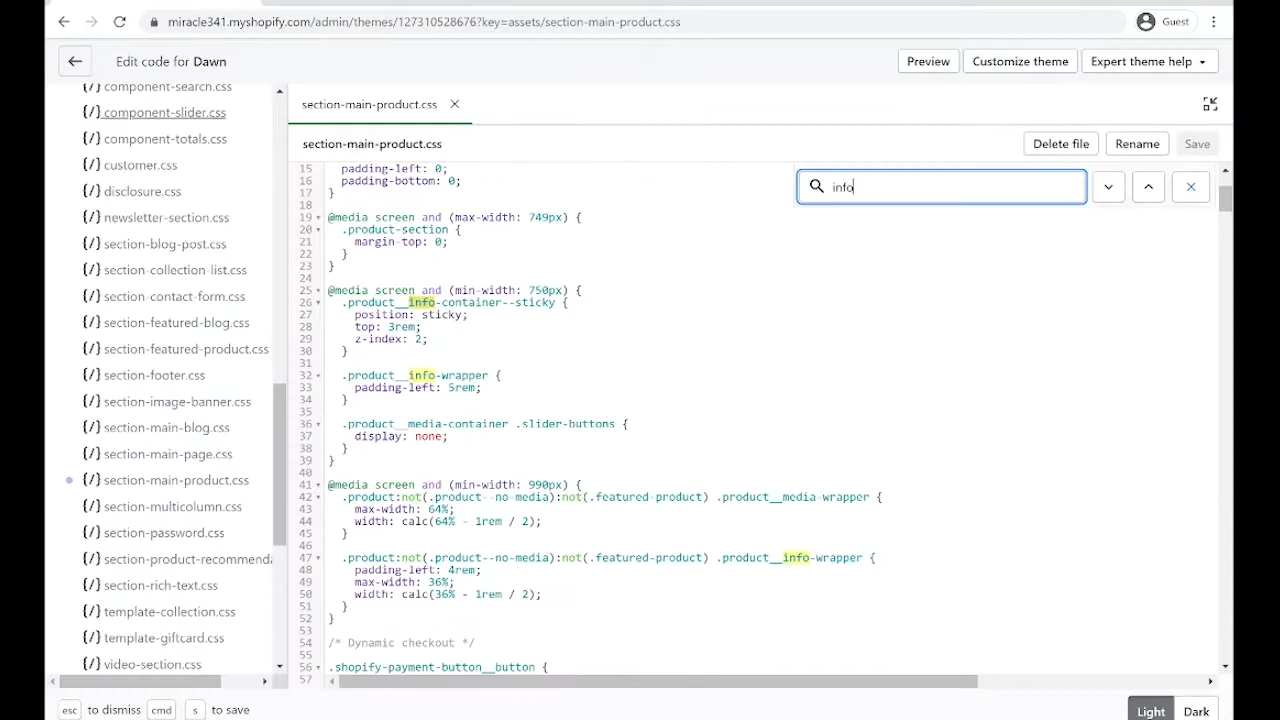 miracle341.myshopify.com/admin/themes/127310528676?key=assets/section-main-product.css
Guest
Edit code for Dawn
Preview
Customize theme
Expert theme help
component-search.css
{/} component-slider.css
{/} component-totals.css
{/} customer.css
{/} disclosure.css
{/} newsletter-section.css
{/} section-blog-post.css
{/} section-collection-list.css
{/} section-contact-form.css
{/} section-featured-blog.css
{/} section-featured-product.css
{/} section-footer.css
{/} section-image-banner.css
{/} section-main-blog.css
{/} section-main-page.css
{/} section-main-product.css
{/} section-multicolumn.css
{/} section-password.css
{/} section-product-recommenda
{/} section-rich-text.css
{/} template-collection.css
{/} template-giftcard.css
{/} video-section.css
section-main-product.css
section-main-product.css
Delete file
Rename
Save
info
15 padding-left: 0;
16 padding-bottom: 0;
17 }
18
19 @media screen and (max-width: 749px) {
20 .product-section {
21 margin-top: 0;
22 }
23 }
24
25 @media screen and (min-width: 750px) {
26 .product__info-container--sticky {
27 position: sticky;
28 top: 3rem;
29 z-index: 2;
30 }
31
32 .product__info-wrapper {
33 padding-left: 5rem;
34 }
35
36 .product__media-container .slider-buttons {
37 display: none;
38 }
39 }
40
41 @media screen and (min-width: 990px) {
42 .product:not(.product--no-media):not(.featured-product) .product__media-wrapper {
43 max-width: 64%;
44 width: calc(64% - 1rem / 2);
45 }
46
47 .product:not(.product--no-media):not(.featured-product) .product__info-wrapper {
48 padding-left: 4rem;
49 max-width: 36%;
50 width: calc(36% - 1rem / 2);
51 }
52 }
53
54 /* Dynamic checkout */
55
56 .shopify-payment-button__button {
57
esc to dismiss cmd s to save
Light
Dark